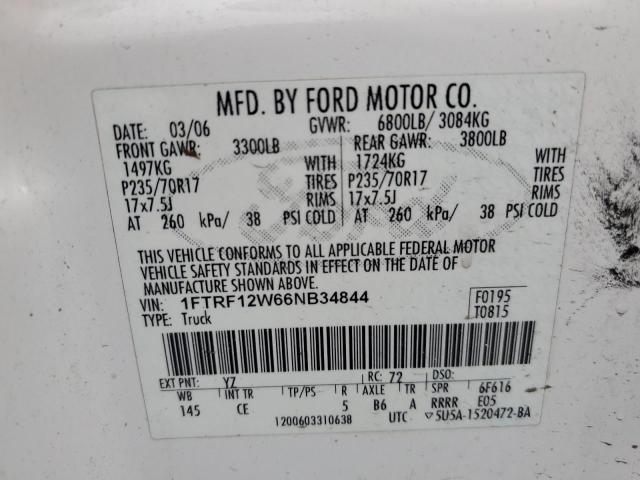 MFD. BY FORD MOTOR CO.
DATE: 03/06 GVWR: 6800LB/ 3084KG
FRONT GAWR: 3300LB REAR GAWR: 3800LB
1497KG WITH 1724KG WITH
P235/70R17 TIRES P235/70R17 TIRES
17x7.5J RIMS 17x7.5J RIMS
AT 260 kPa/ 38 PSI COLD AT 260 kPa/ 38 PSI COLD
THIS VEHICLE CONFORMS TO ALL APPLICABLE FEDERAL MOTOR
VEHICLE SAFETY STANDARDS IN EFFECT ON THE DATE OF
MANUFACTURE SHOWN ABOVE.
VIN: 1FTRF12W66NB34844 F0195
TYPE: Truck T0815
EXT PNT: YZ RC: 72 DSO:
WB INT TR TP/PS R AXLE TR SPR 6F616
145 CE 5 B6 A RRRR E05
1200603310638 UTC ▽5U5A-1520472-BA